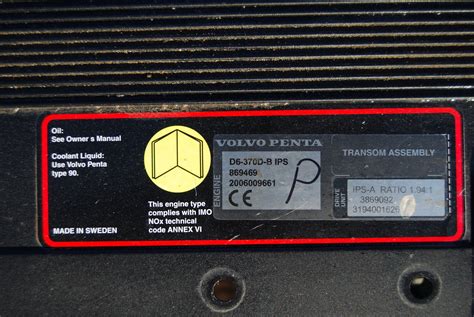 Oil:
See Owner s Manual
Coolant Liquid:
Use Volvo Penta
type 90.
MADE IN SWEDEN
This engine type
complies with IMO
NOx technical
code ANNEX VI
VOLVO PENTA
ENGINE
D6-370D-B IPS
869469
2006009661
P
CE
TRANSOM ASSEMBLY
DRIVE
UNIT
IPS-A RATIO 1.94:1
3869092
3194001626